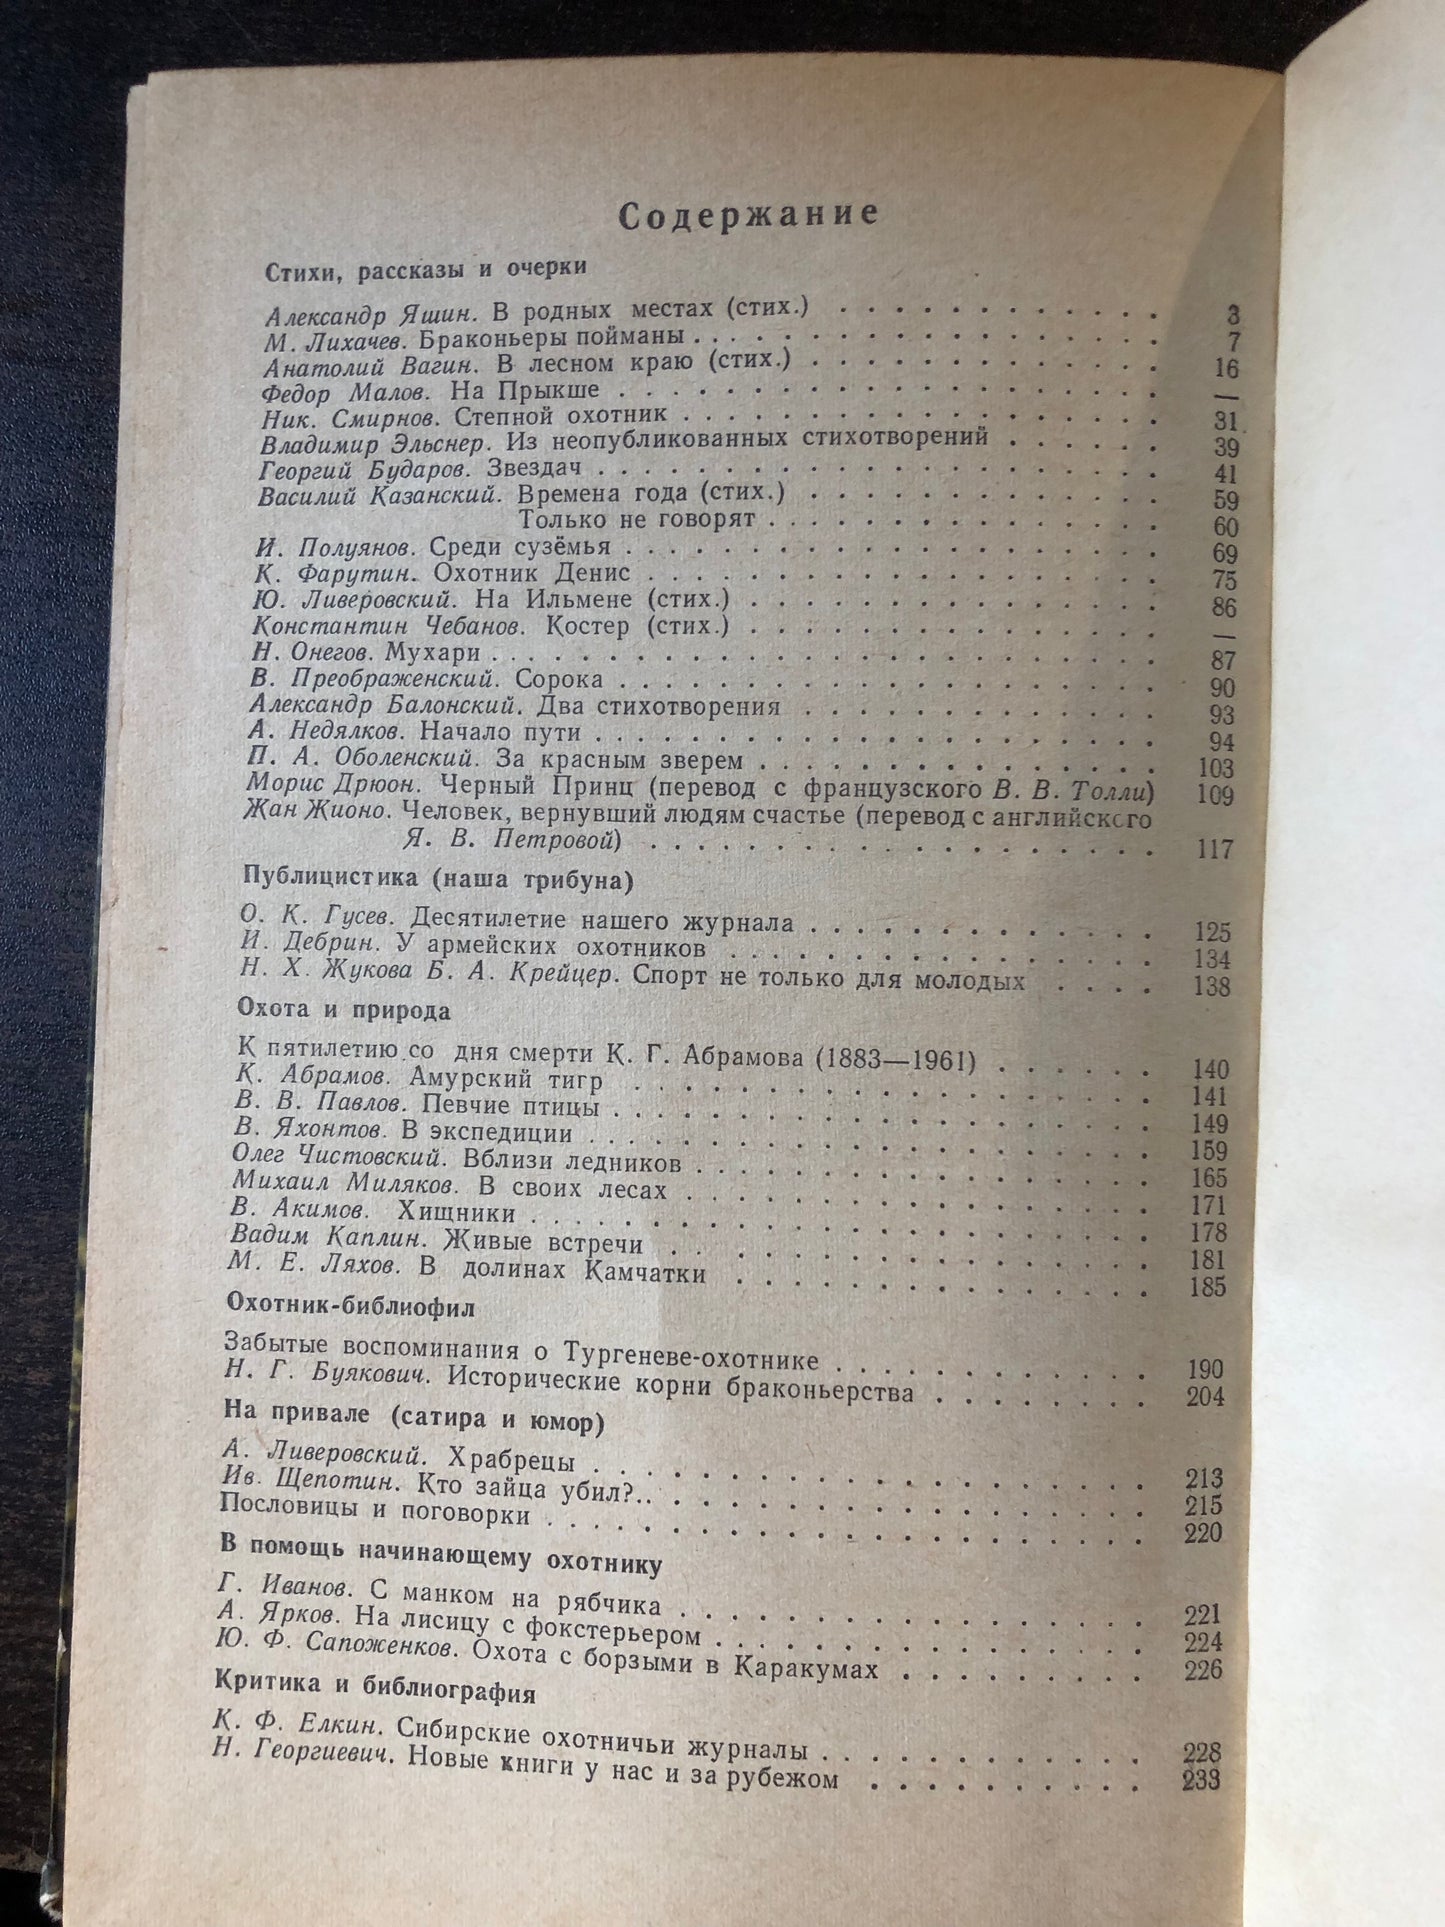 Содержание
Стихи, рассказы и очерки
Александр Яшин. В родных местах (стих.) . . . . . . . . . . . . 3
М. Лихачев. Браконьеры пойманы . . . . . . . . . . . . . . . . 7
Анатолий Вагин. В лесном краю (стих.) . . . . . . . . . . . . . 16
Федор Малов. На Прыкше . . . . . . . . . . . . . . . . . . . —
Ник. Смирнов. Степной охотник . . . . . . . . . . . . . . . . 31
Владимир Эльснер. Из неопубликованных стихотворений . . . . . . 39
Георгий Бударов. Звездач . . . . . . . . . . . . . . . . . . . 41
Василий Казанский. Времена года (стих.) . . . . . . . . . . . . 59
Только не говорят . . . . . . . . . . . . . . 60
И. Полуянов. Среди сузёмья . . . . . . . . . . . . . . . . . . 69
К. Фарутин. Охотник Денис . . . . . . . . . . . . . . . . . . 75
Ю. Ливеровский. На Ильмене (стих.) . . . . . . . . . . . . . . 86
Константин Чебанов. Костер (стих.) . . . . . . . . . . . . . . —
Н. Онегов. Мухари . . . . . . . . . . . . . . . . . . . . . . 87
В. Преображенский. Сорока . . . . . . . . . . . . . . . . . . 90
Александр Балонский. Два стихотворения . . . . . . . . . . . . 93
А. Недялков. Начало пути . . . . . . . . . . . . . . . . . . . 94
П. А. Оболенский. За красным зверем . . . . . . . . . . . . . . 103
Морис Дрюон. Черный Принц (перевод с французского В. В. Толли) 109
Жан Жионо. Человек, вернувший людям счастье (перевод с английского
Я. В. Петровой) . . . . . . . . . . . . . . . . . . 117
Публицистика (наша трибуна)
О. К. Гусев. Десятилетие нашего журнала . . . . . . . . . . . . 125
И. Дебрин. У армейских охотников . . . . . . . . . . . . . . . 134
Н. Х. Жукова Б. А. Крейцер. Спорт не только для молодых . . . . 138
Охота и природа
К пятилетию со дня смерти К. Г. Абрамова (1883—1961) . . . . . . 140
К. Абрамов. Амурский тигр . . . . . . . . . . . . . . . . . . 141
В. В. Павлов. Певчие птицы . . . . . . . . . . . . . . . . . . 149
В. Яхонтов. В экспедиции . . . . . . . . . . . . . . . . . . . 159
Олег Чистовский. Вблизи ледников . . . . . . . . . . . . . . . 165
Михаил Миляков. В своих лесах . . . . . . . . . . . . . . . . 171
В. Акимов. Хищники . . . . . . . . . . . . . . . . . . . . . 178
Вадим Каплин. Живые встречи . . . . . . . . . . . . . . . . . 181
М. Е. Ляхов. В долинах Камчатки . . . . . . . . . . . . . . . 185
Охотник-библиофил
Забытые воспоминания о Тургеневе-охотнике . . . . . . . . . . . 190
Н. Г. Буякович. Исторические корни браконьерства . . . . . . . . 204
На привале (сатира и юмор)
А. Ливеровский. Храбрецы . . . . . . . . . . . . . . . . . . . 213
Ив. Щепотин. Кто зайца убил?.. . . . . . . . . . . . . . . . . 215
Пословицы и поговорки . . . . . . . . . . . . . . . . . . . . 220
В помощь начинающему охотнику
Г. Иванов. С манком на рябчика . . . . . . . . . . . . . . . . 221
А. Ярков. На лисицу с фокстерьером . . . . . . . . . . . . . . 224
Ю. Ф. Сапоженков. Охота с борзыми в Каракумах . . . . . . . . . 226
Критика и библиография
К. Ф. Елкин. Сибирские охотничьи журналы . . . . . . . . . . . 228
Н. Георгиевич. Новые книги у нас и за рубежом . . . . . . . . . 233